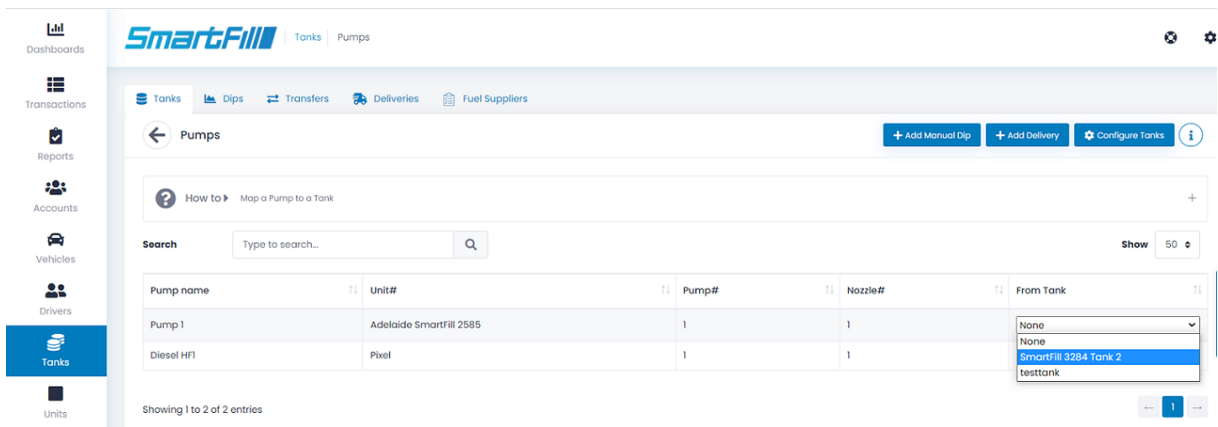 Dashboards
Transactions
Reports
Accounts
Vehicles
Drivers
Tanks
Units
SmartFill Tanks Pumps
Tanks Dips Transfers Deliveries Fuel Suppliers
Pumps + Add Manual Dip + Add Delivery Configure Tanks i
? How to Map a Pump to a Tank +
Search Type to search... Show 50
Pump name Unit# Pump# Nozzle# From Tank
Pump 1 Adelaide SmartFill 2585 1 1 None
None
Diesel HF1 Pixel 1 1 SmartFill 3284 Tank 2
testtank
Showing 1 to 2 of 2 entries ← 1 →